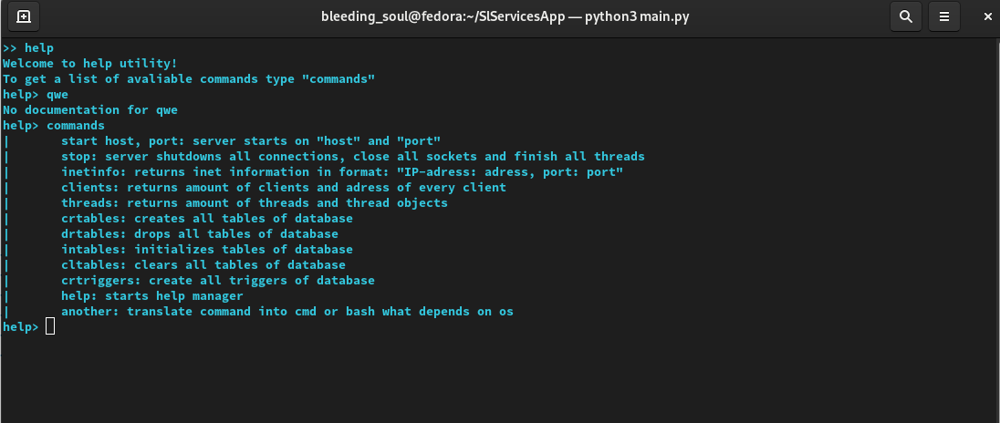 bleeding_soul@fedora:~/SlServicesApp — python3 main.py
>> help
Welcome to help utility!
To get a list of avaliable commands type "commands"
help> qwe
No documentation for qwe
help> commands
|       start host, port: server starts on "host" and "port"
|       stop: server shutdowns all connections, close all sockets and finish all threads
|       inetinfo: returns inet information in format: "IP-adress: adress, port: port"
|       clients: returns amount of clients and adress of every client
|       threads: returns amount of threads and thread objects
|       crtables: creates all tables of database
|       drtables: drops all tables of database
|       intables: initializes tables of database
|       cltables: clears all tables of database
|       crtriggers: create all triggers of database
|       help: starts help manager
|       another: translate command into cmd or bash what depends on os
help>